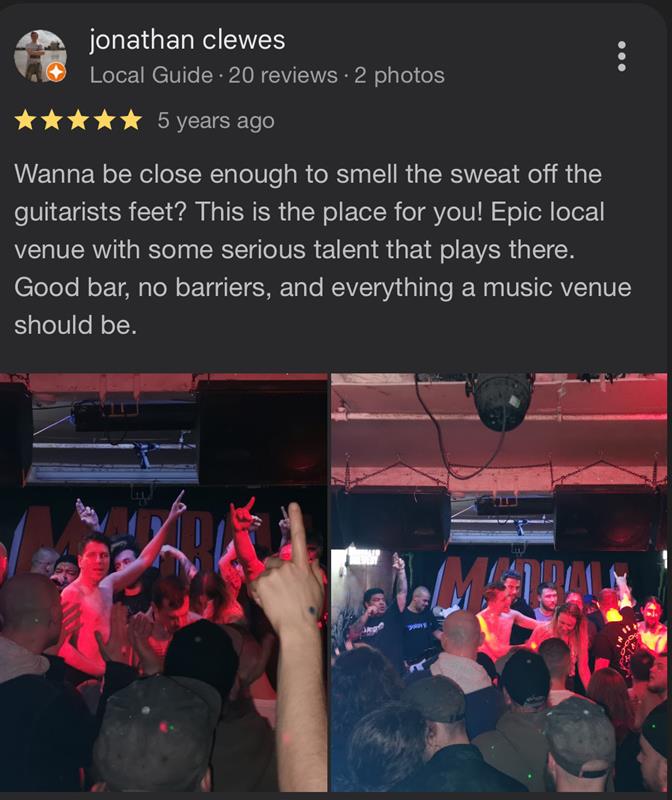 jonathan clewes
Local Guide · 20 reviews · 2 photos
5 years ago
Wanna be close enough to smell the sweat off the
guitarists feet? This is the place for you! Epic local
venue with some serious talent that plays there.
Good bar, no barriers, and everything a music venue
should be.
MADBALL
MADBALL